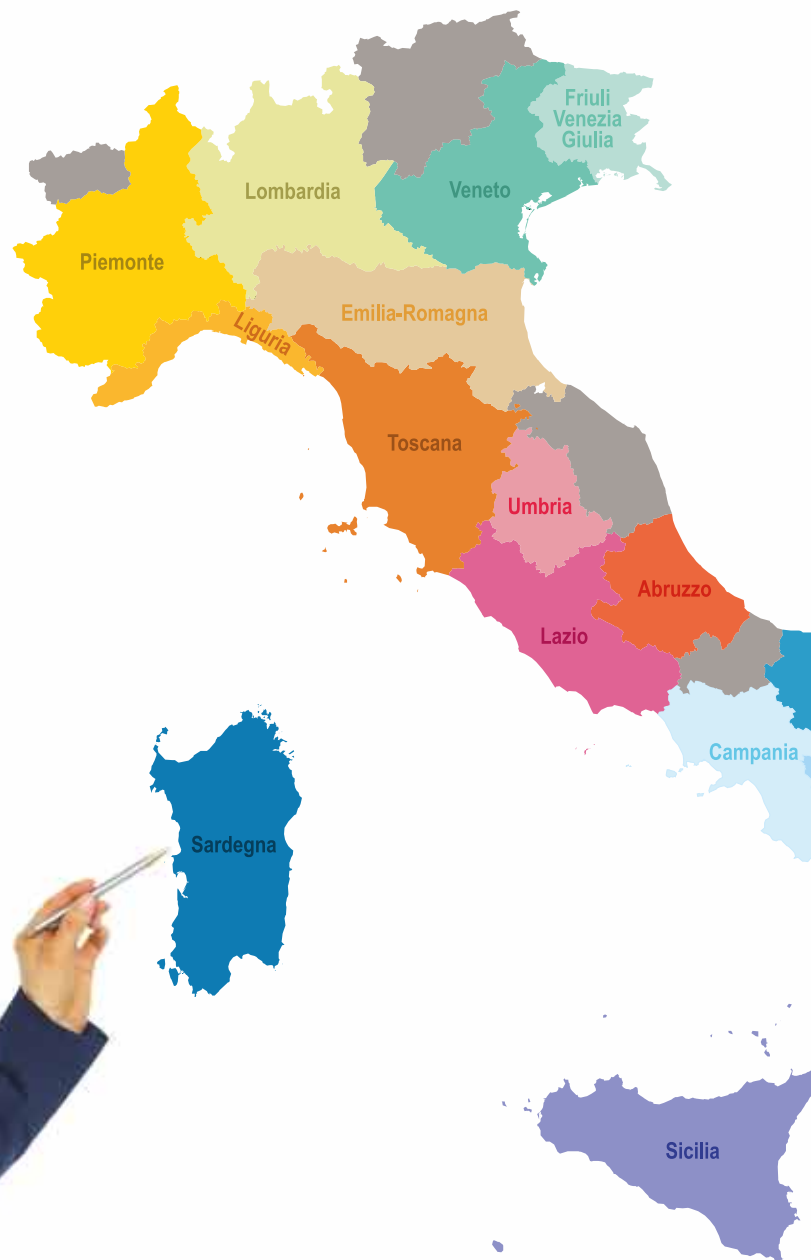 Friuli
Venezia
Giulia
Lombardia
Veneto
Piemonte
Emilia-Romagna
Liguria
Toscana
Umbria
Abruzzo
Lazio
Campania
Sardegna
Sicilia